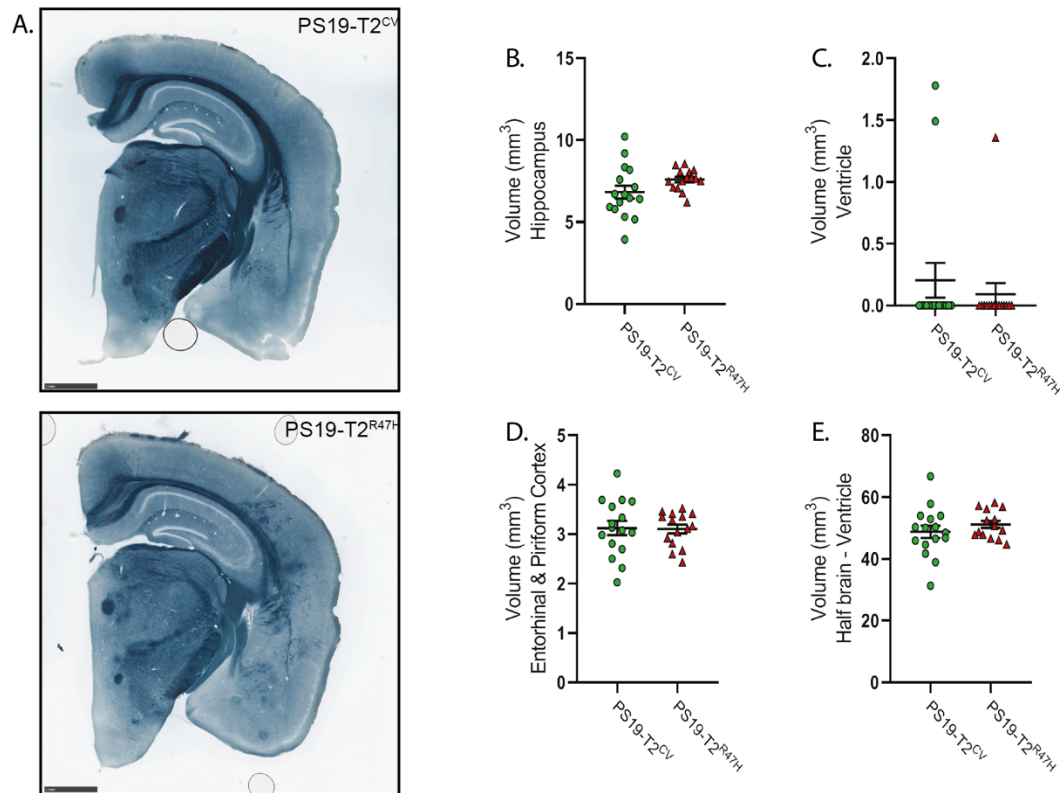 A.
PS19-T2CV
PS19-T2R47H
B.
Volume (mm3)
Hippocampus
15
10
5
0
PS19-T2CV
PS19-T2R47H
C.
Volume (mm3)
Ventricle
2.0
1.5
1.0
0.5
0.0
PS19-T2CV
PS19-T2R47H
D.
Volume (mm3)
Entorhinal & Piriform Cortex
5
4
3
2
1
0
PS19-T2CV
PS19-T2R47H
E.
Volume (mm3)
Half brain - Ventricle
80
60
40
20
0
PS19-T2CV
PS19-T2R47H